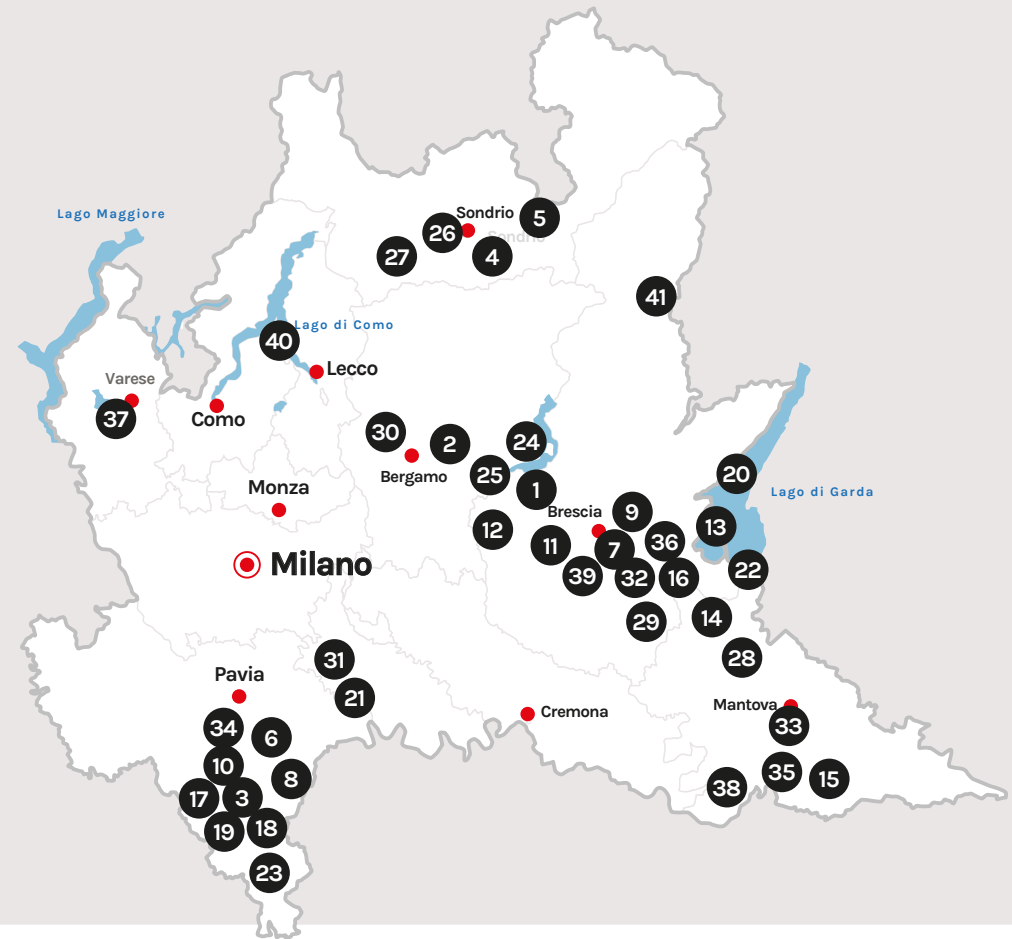 Lago Maggiore
Sondrio
5
26
Sondrio
27
4
41
Lago di Como
40
Lecco
Varese
37
Como
30
2
24
Bergamo
25
20
Monza
1
Lago di Garda
Brescia
9
12
13
11
7
36
Milano
39
32
16
22
29
14
31
28
Pavia
21
Mantova
Cremona
34
6
33
10
8
35
15
17
3
38
19
18
23